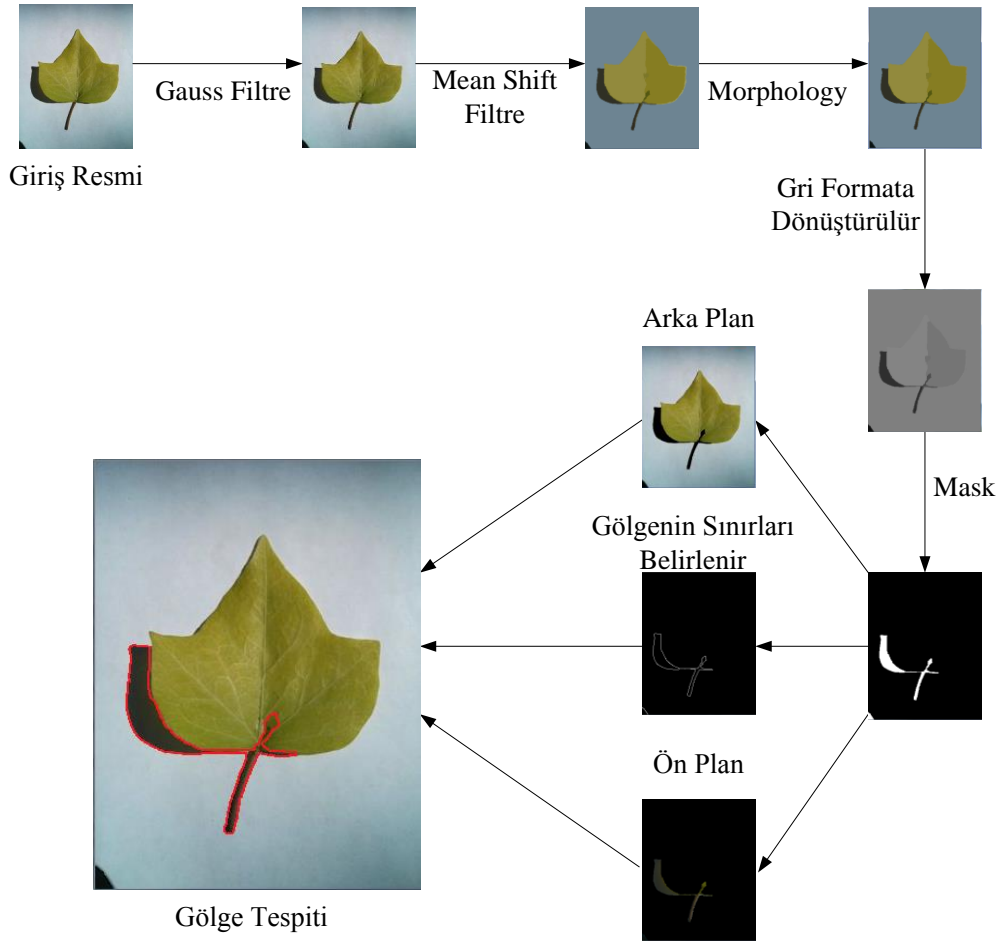 Gauss Filtre
Mean Shift
Filtre
Morphology
Giriş Resmi
Gri Formata
Dönüştürülür
Arka Plan
Mask
Gölgenin Sınırları
Belirlenir
Ön Plan
Gölge Tespiti